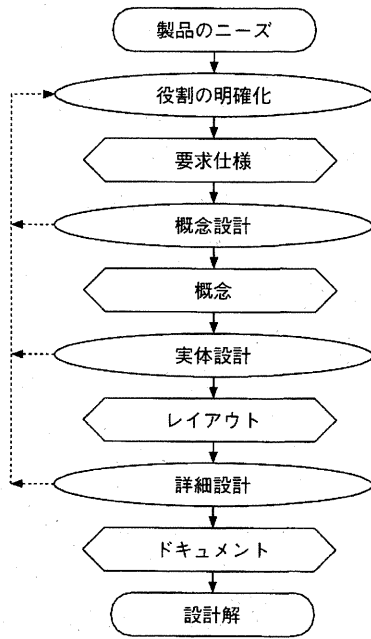 製品のニーズ
役割の明確化
要求仕様
概念設計
概念
実体設計
レイアウト
詳細設計
ドキュメント
設計解